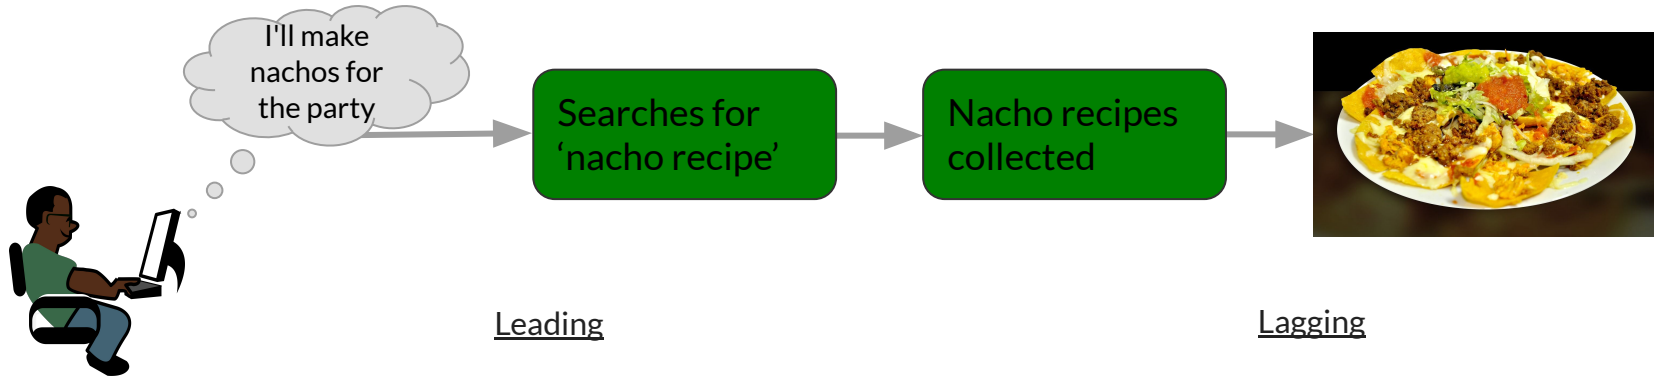 I'll make
nachos for
the party
Searches for
‘nacho recipe’
Nacho recipes
collected
Leading
Lagging